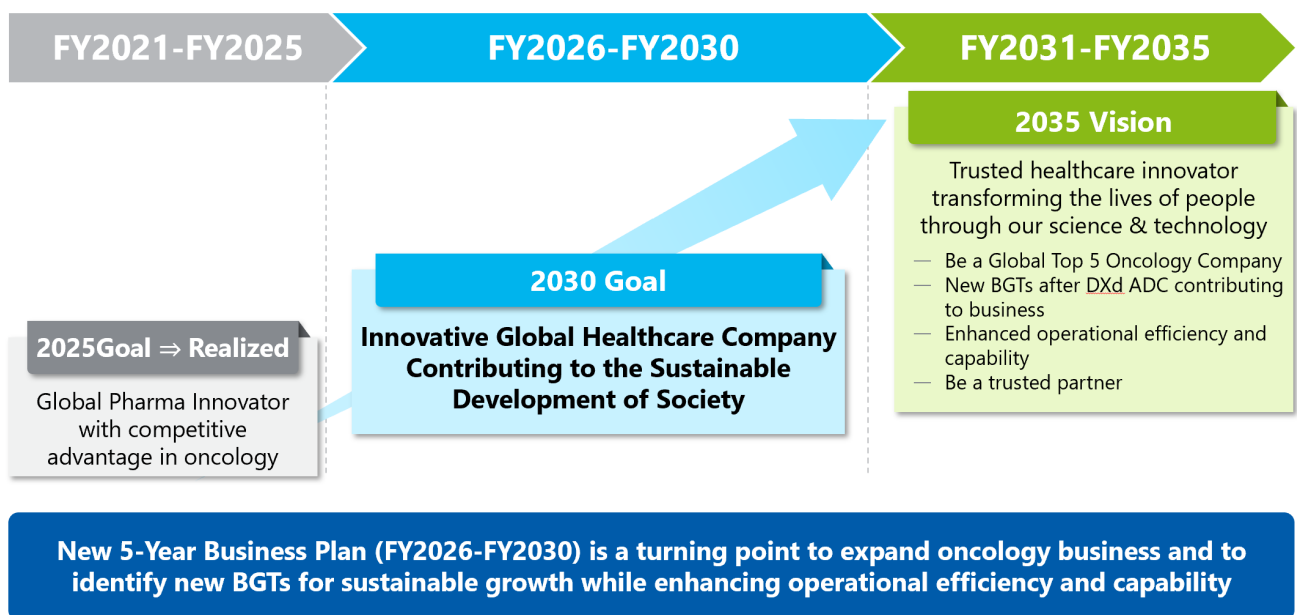 FY2021-FY2025
FY2026-FY2030
FY2031-FY2035
2025Goal ⇒ Realized
Global Pharma Innovator
with competitive
advantage in oncology
2030 Goal
Innovative Global Healthcare Company
Contributing to the Sustainable
Development of Society
2035 Vision
Trusted healthcare innovator
transforming the lives of people
through our science & technology
— Be a Global Top 5 Oncology Company
— New BGTs after DXd ADC contributing
to business
— Enhanced operational efficiency and
capability
— Be a trusted partner
New 5-Year Business Plan (FY2026-FY2030) is a turning point to expand oncology business and to
identify new BGTs for sustainable growth while enhancing operational efficiency and capability